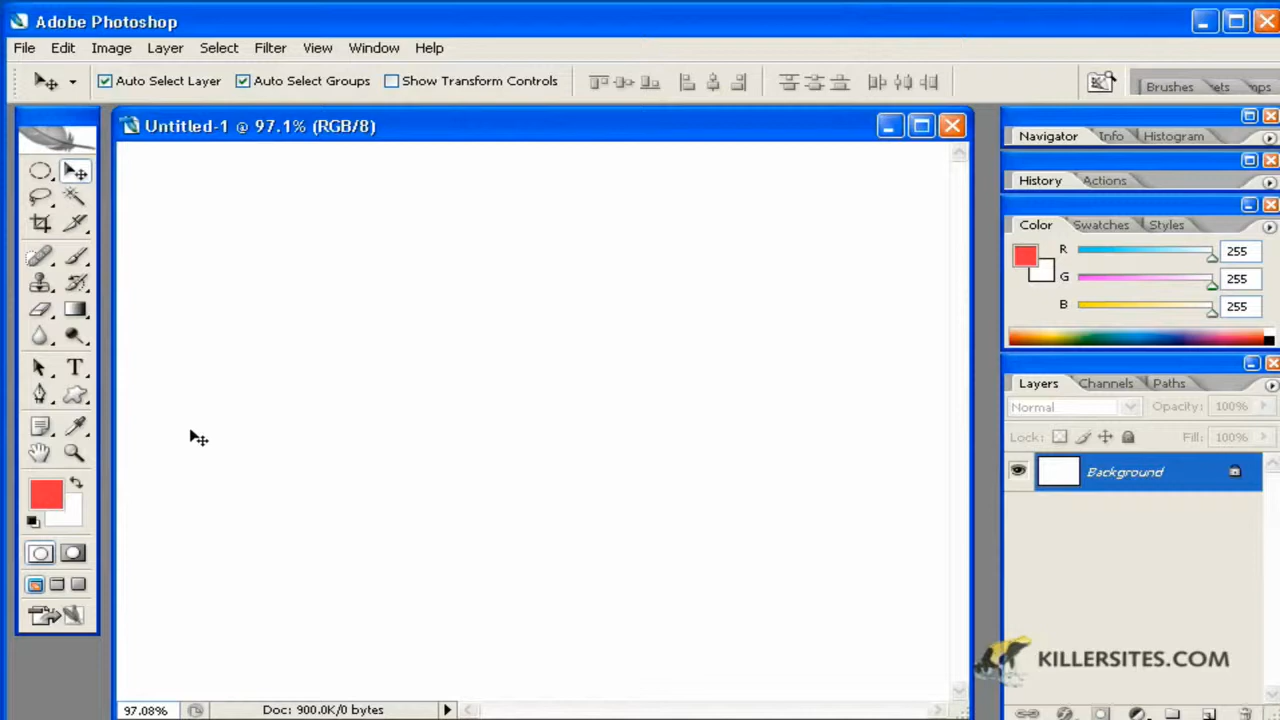 Adobe Photoshop
File Edit Image Layer Select Filter View Window Help
Auto Select Layer Auto Select Groups Show Transform Controls Brushes ets mps
Untitled-1 @ 97.1% (RGB/8)
Navigator Info Histogram
History Actions
Color Swatches Styles
R 255
G 255
B 255
T
Layers Channels Paths
Normal Opacity: 100%
Lock: Fill: 100%
Background
KILLERSITES.COM
97.08% Doc: 900.0K/0 bytes